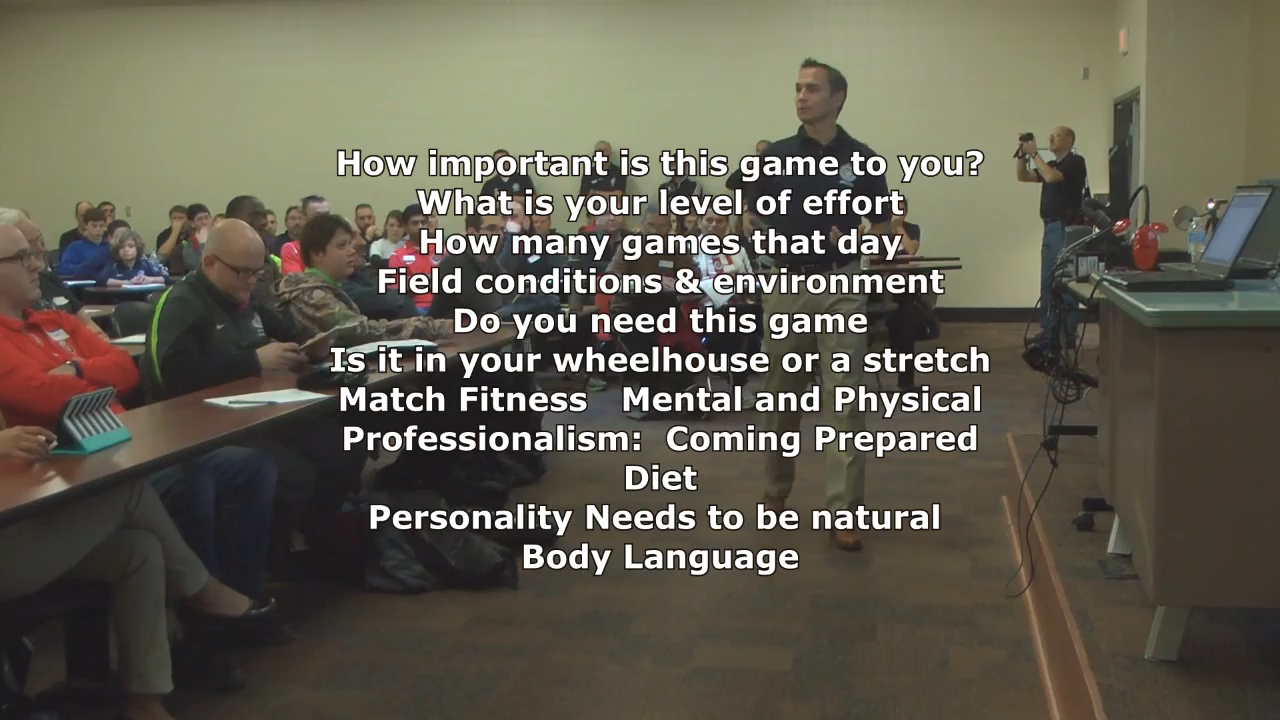 How important is this game to you?
What is your level of effort
How many games that day
Field conditions & environment
Do you need this game
Is it in your wheelhouse or a stretch
Match Fitness   Mental and Physical
Professionalism:  Coming Prepared
Diet
Personality Needs to be natural
Body Language